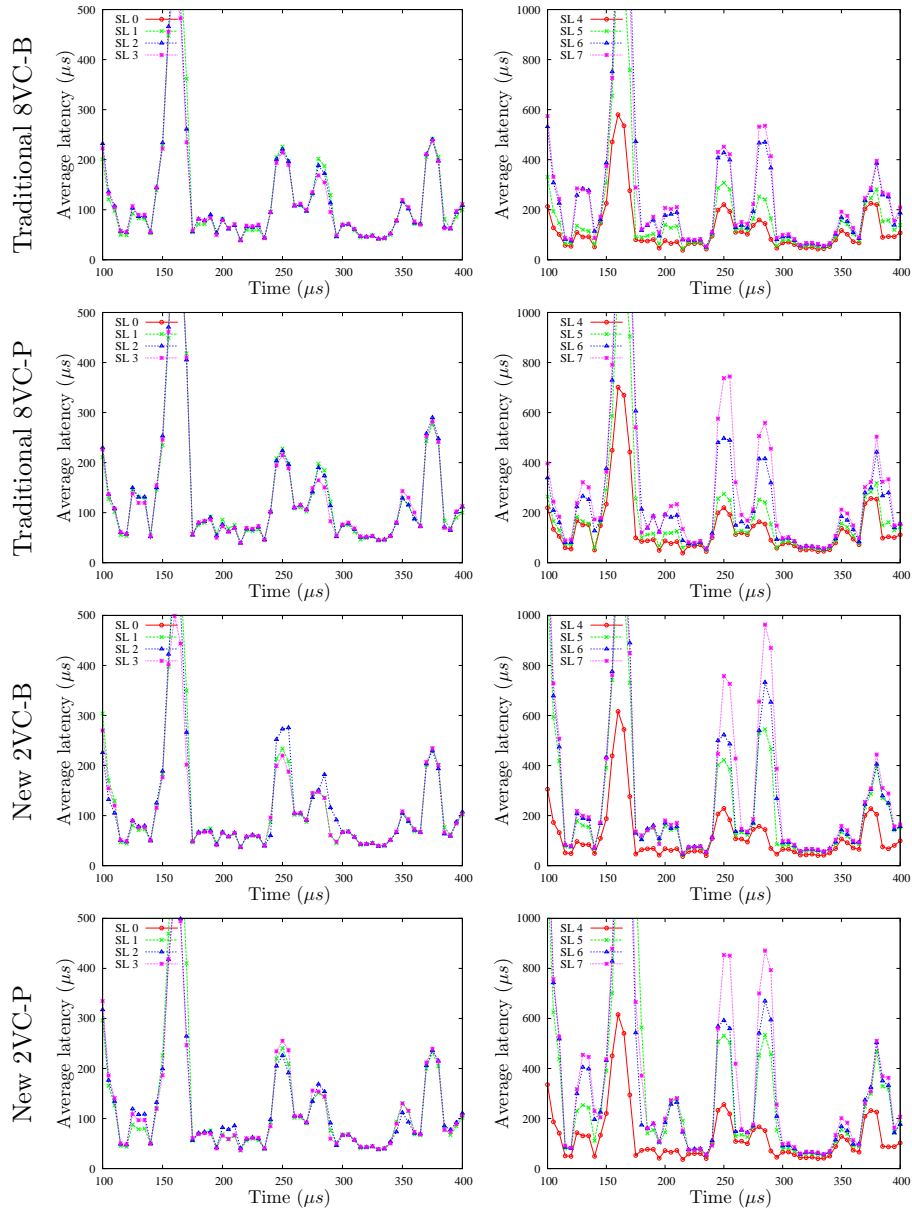 Traditional 8VC-B
Average latency (μs)
500
400
300
200
100
0
SL 0
SL 1
SL 2
SL 3
100 150 200 250 300 350 400
Time (μs)
Average latency (μs)
1000
800
600
400
200
0
SL 4
SL 5
SL 6
SL 7
100 150 200 250 300 350 400
Time (μs)
Traditional 8VC-P
Average latency (μs)
500
400
300
200
100
0
SL 0
SL 1
SL 2
SL 3
100 150 200 250 300 350 400
Time (μs)
Average latency (μs)
1000
800
600
400
200
0
SL 4
SL 5
SL 6
SL 7
100 150 200 250 300 350 400
Time (μs)
New 2VC-B
Average latency (μs)
500
400
300
200
100
0
SL 0
SL 1
SL 2
SL 3
100 150 200 250 300 350 400
Time (μs)
Average latency (μs)
1000
800
600
400
200
0
SL 4
SL 5
SL 6
SL 7
100 150 200 250 300 350 400
Time (μs)
New 2VC-P
Average latency (μs)
500
400
300
200
100
0
SL 0
SL 1
SL 2
SL 3
100 150 200 250 300 350 400
Time (μs)
Average latency (μs)
1000
800
600
400
200
0
SL 4
SL 5
SL 6
SL 7
100 150 200 250 300 350 400
Time (μs)